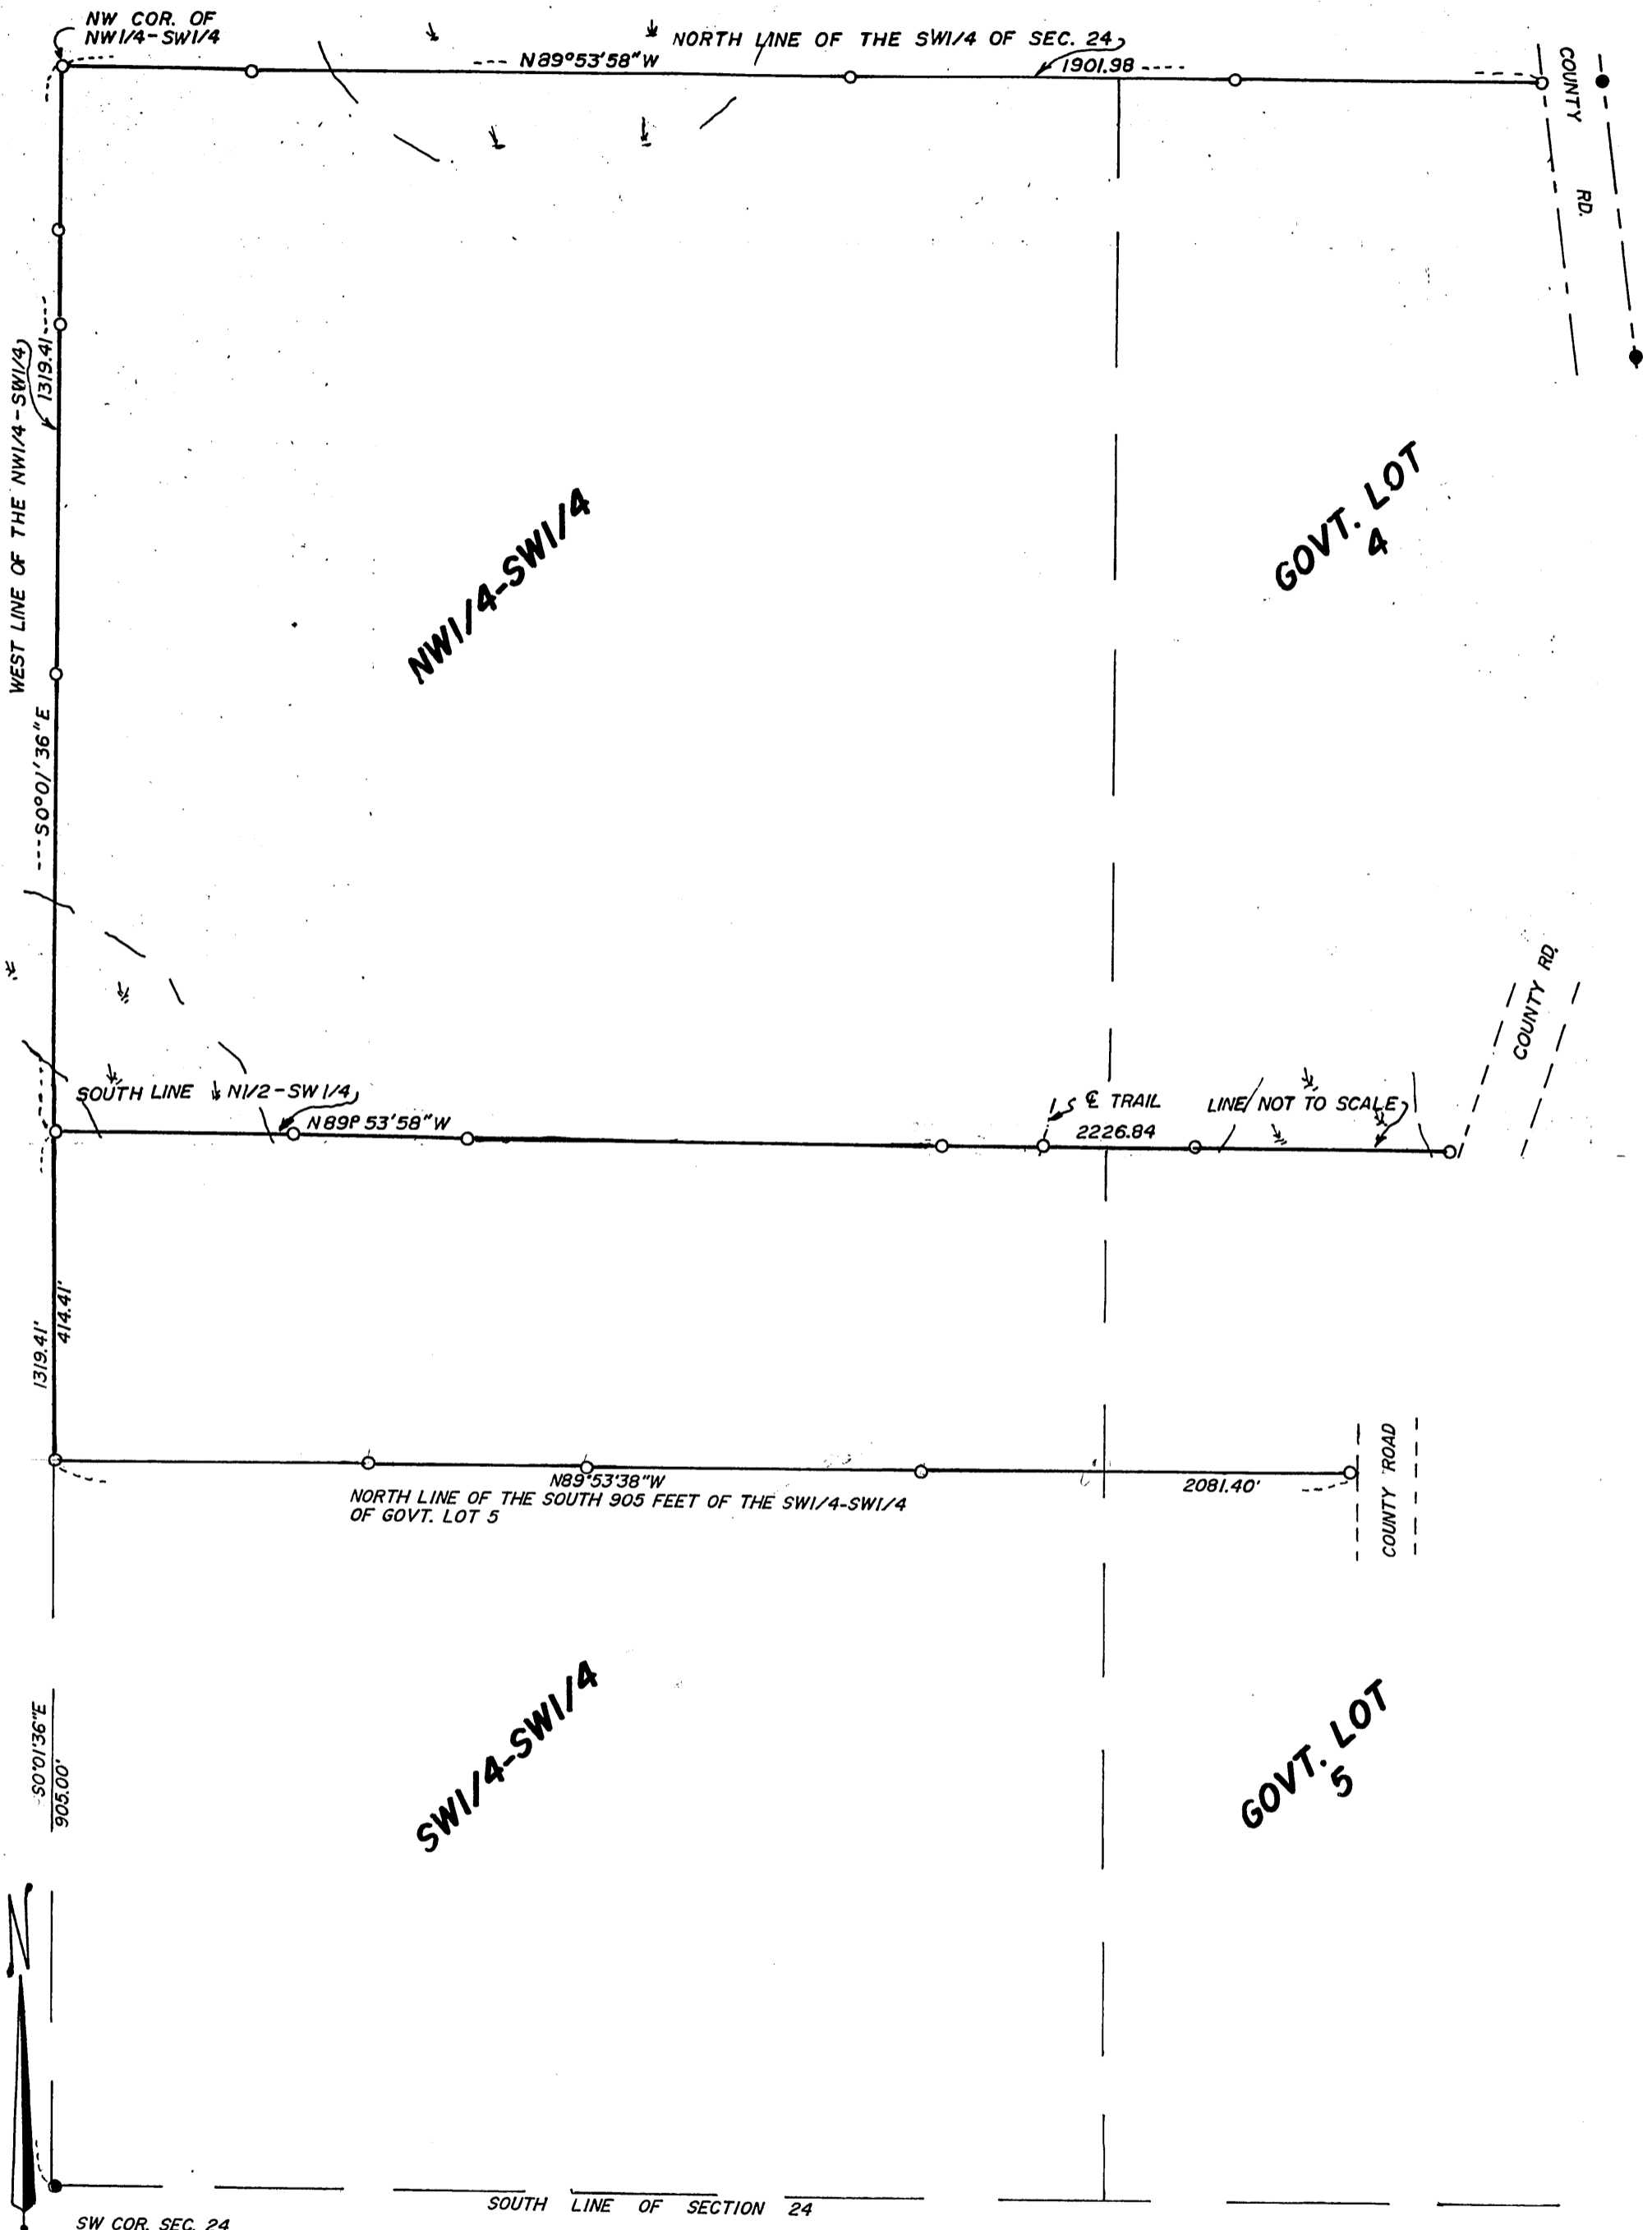 NW COR. OF
NW1/4-SW1/4
NORTH LINE OF THE SW1/4 OF SEC. 24
N89°53'58"W
1901.98
COUNTY RD.
WEST LINE OF THE NW1/4-SW1/4
1319.41
S0°01'36"E
NW1/4-SW1/4
GOVT. LOT
4
COUNTY RD.
SOUTH LINE N1/2-SW1/4
N89P53'58"W
℄ TRAIL
2226.84
LINE NOT TO SCALE
1319.41'
414.41'
N89°53'38"W
2081.40'
NORTH LINE OF THE SOUTH 905 FEET OF THE SW1/4-SW1/4
OF GOVT. LOT 5
COUNTY ROAD
S0°01'36"E
905.00'
SW1/4-SW1/4
GOVT. LOT
5
N
SOUTH LINE OF SECTION 24
SW COR. SEC. 24